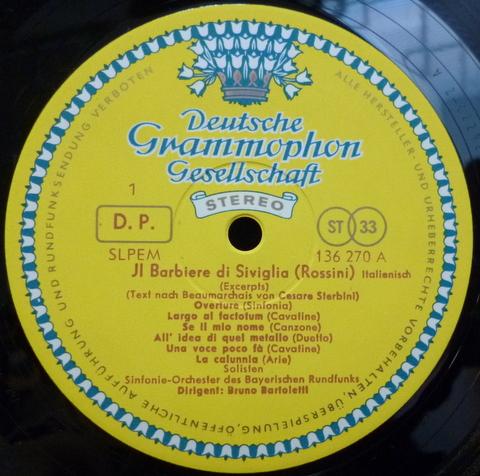 Deutsche
Grammophon
Gesellschaft
STEREO
1
D. P.
ST 33
SLPEM
136 270 A
JI Barbiere di Siviglia (Rossini) Italienisch
(Excerpts)
(Text nach Beaumarchais von Cesare Sterbini)
Ouverture (Sinfonia)
Largo al factotum (Cavatine)
Se il mio nome (Canzone)
All' idea di quel metallo (Duetto)
Una voce poco fà (Cavatine)
La calunnia (Arie)
Solisten
Sinfonie-Orchester des Bayerischen Rundfunks
Dirigent: Bruno Bartoletti
ALLE HERSTELLER- UND URHEBERRECHTE VORBEHALTEN, ÜBERSPIELUNG, ÖFFENTLICHE AUFFÜHRUNG UND RUNDFUNKSENDUNG VERBOTEN